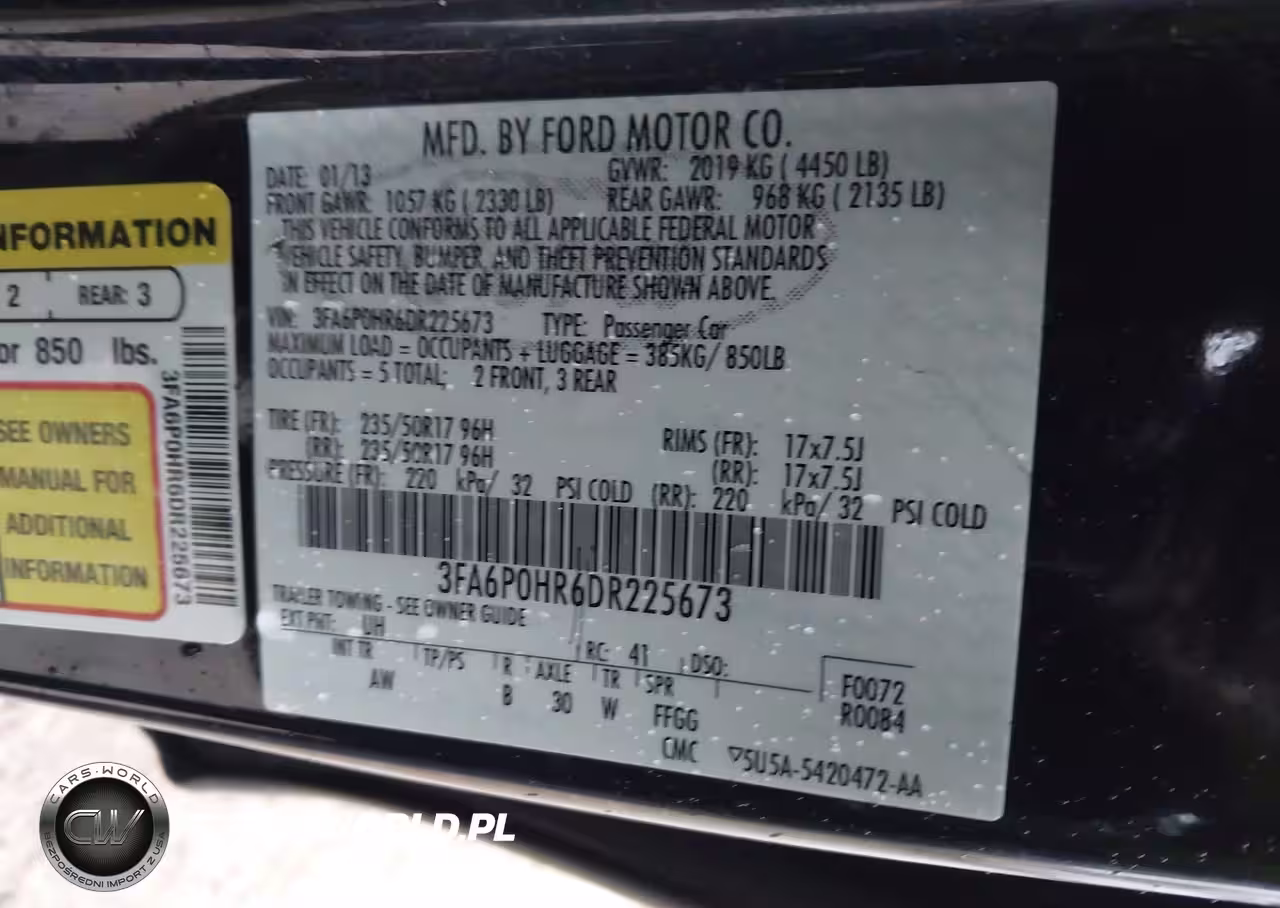 MFD. BY FORD MOTOR CO.
DATE: 01/13 GVWR: 2019 KG ( 4450 LB)
FRONT GAWR: 1057 KG ( 2330 LB) REAR GAWR: 968 KG ( 2135 LB)
THIS VEHICLE CONFORMS TO ALL APPLICABLE FEDERAL MOTOR
VEHICLE SAFETY, BUMPER, AND THEFT PREVENTION STANDARDS
IN EFFECT ON THE DATE OF MANUFACTURE SHOWN ABOVE.
VIN: 3FA6P0HR6DR225673 TYPE: Passenger Car
MAXIMUM LOAD = OCCUPANTS + LUGGAGE = 385KG/ 850LB
OCCUPANTS = 5 TOTAL; 2 FRONT, 3 REAR
TIRE (FR): 235/50R17 96H RIMS (FR): 17x7.5J
(RR): 235/50R17 96H (RR): 17x7.5J
PRESSURE (FR): 220 kPa/ 32 PSI COLD (RR): 220 kPa/ 32 PSI COLD
3FA6P0HR6DR225673
TRAILER TOWING - SEE OWNER GUIDE
EXT PNT: UH RC: 41 DSO:
INT TR TP/PS R AXLE TR SPR F0072
AW B 30 W FFGG R0084
CMC ▽5U5A-5420472-AA
NFORMATION
2 REAR: 3
or 850 lbs.
SEE OWNERS
MANUAL FOR
ADDITIONAL
INFORMATION
3FA6P0HR6DR225673
CARS-WORLD
CW
BEZPOŚREDNI IMPORT Z USA
RLD.PL